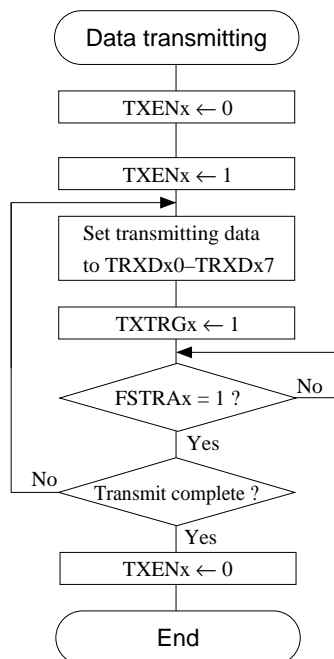 Data transmitting
TXENx ← 0
TXENx ← 1
Set transmitting data
to TRXDx0–TRXDx7
TXTRGx ← 1
FSTRAx = 1 ?
No
Yes
No
Transmit complete ?
Yes
TXENx ← 0
End